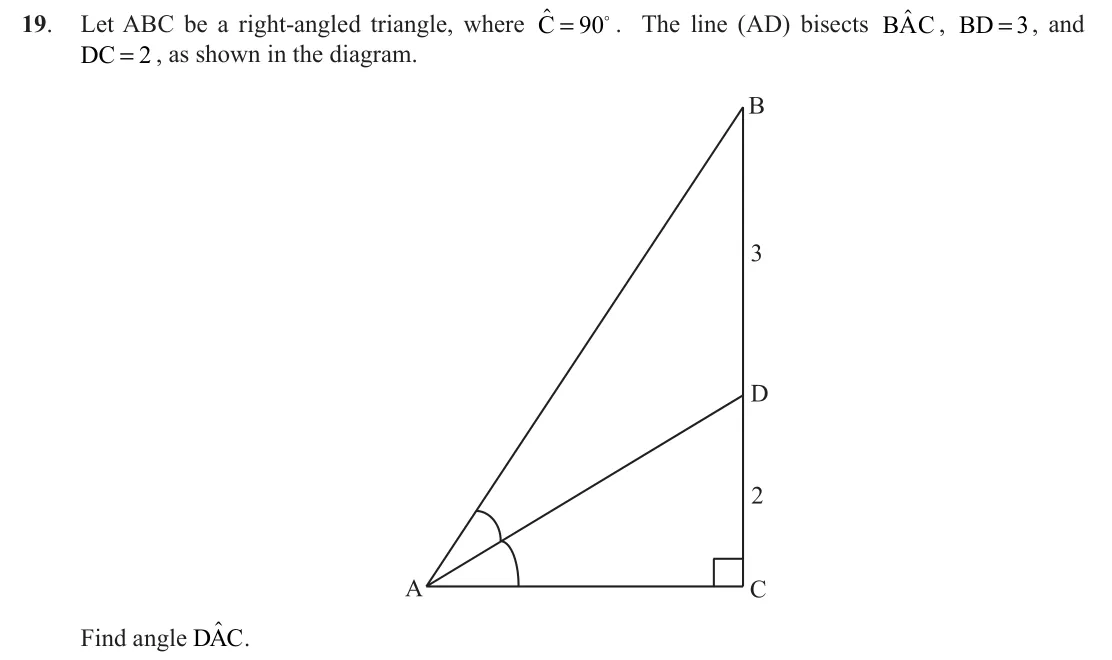 19. Let ABC be a right-angled triangle, where Ĉ = 90°. The line (AD) bisects BÂC, BD = 3, and
DC = 2, as shown in the diagram.
B
3
D
2
A
C
Find angle DÂC.